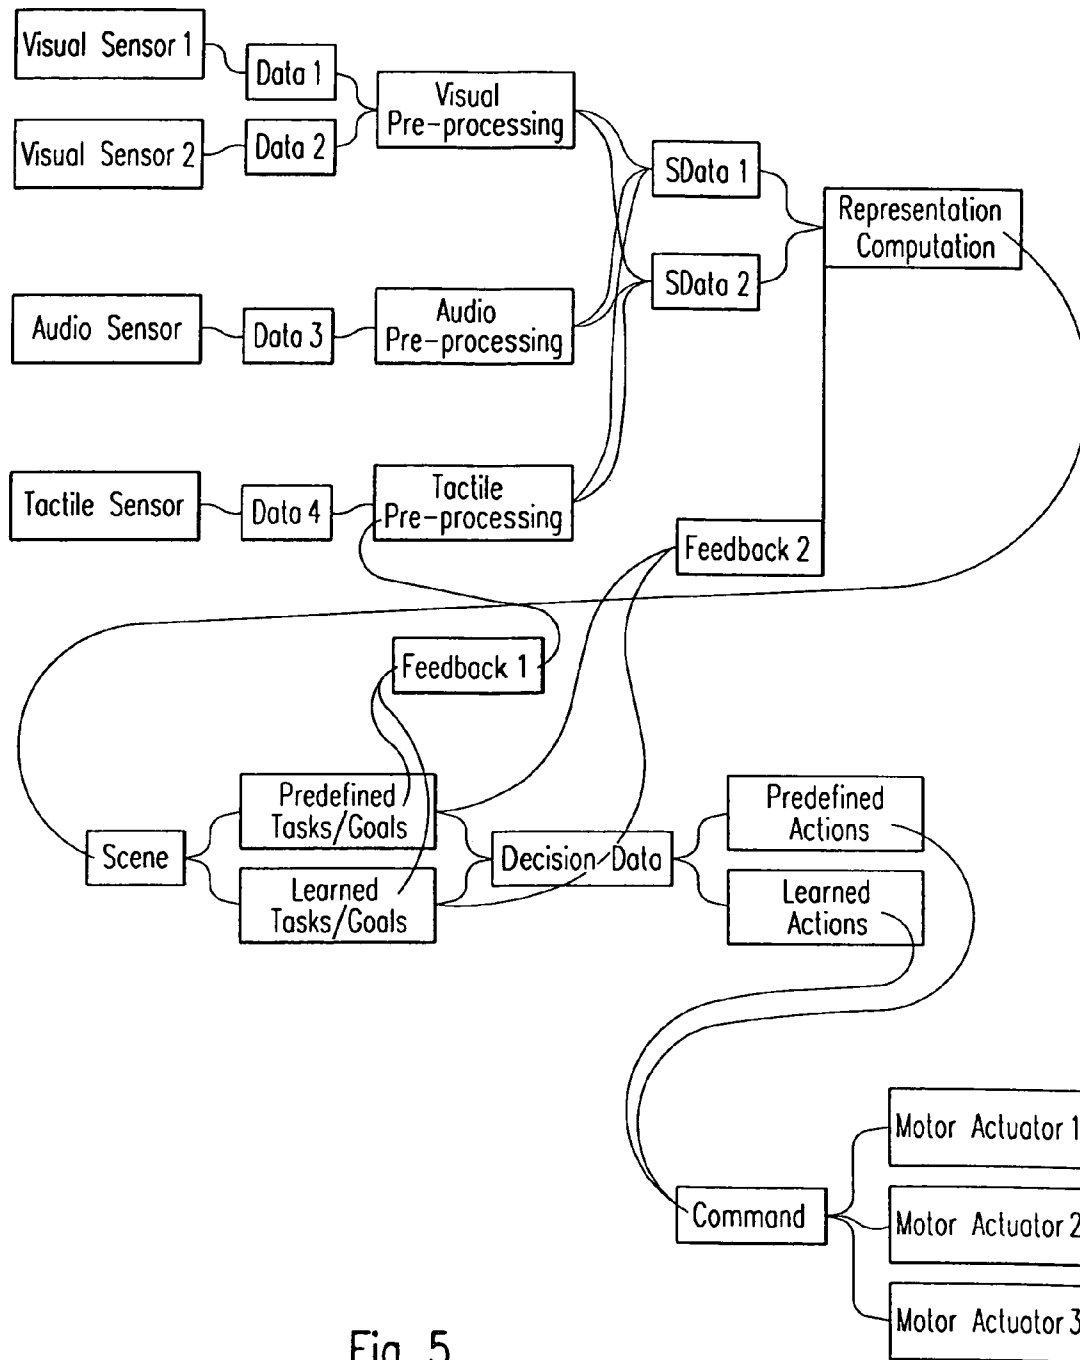 Visual Sensor 1
Data 1
Visual
Pre-processing
Visual Sensor 2
Data 2
SData 1
Representation
Computation
SData 2
Audio Sensor
Data 3
Audio
Pre-processing
Tactile Sensor
Data 4
Tactile
Pre-processing
Feedback 2
Feedback 1
Predefined
Tasks/Goals
Predefined
Actions
Scene
Decision Data
Learned
Tasks/Goals
Learned
Actions
Motor Actuator 1
Command
Motor Actuator 2
Motor Actuator 3
Fig. 5